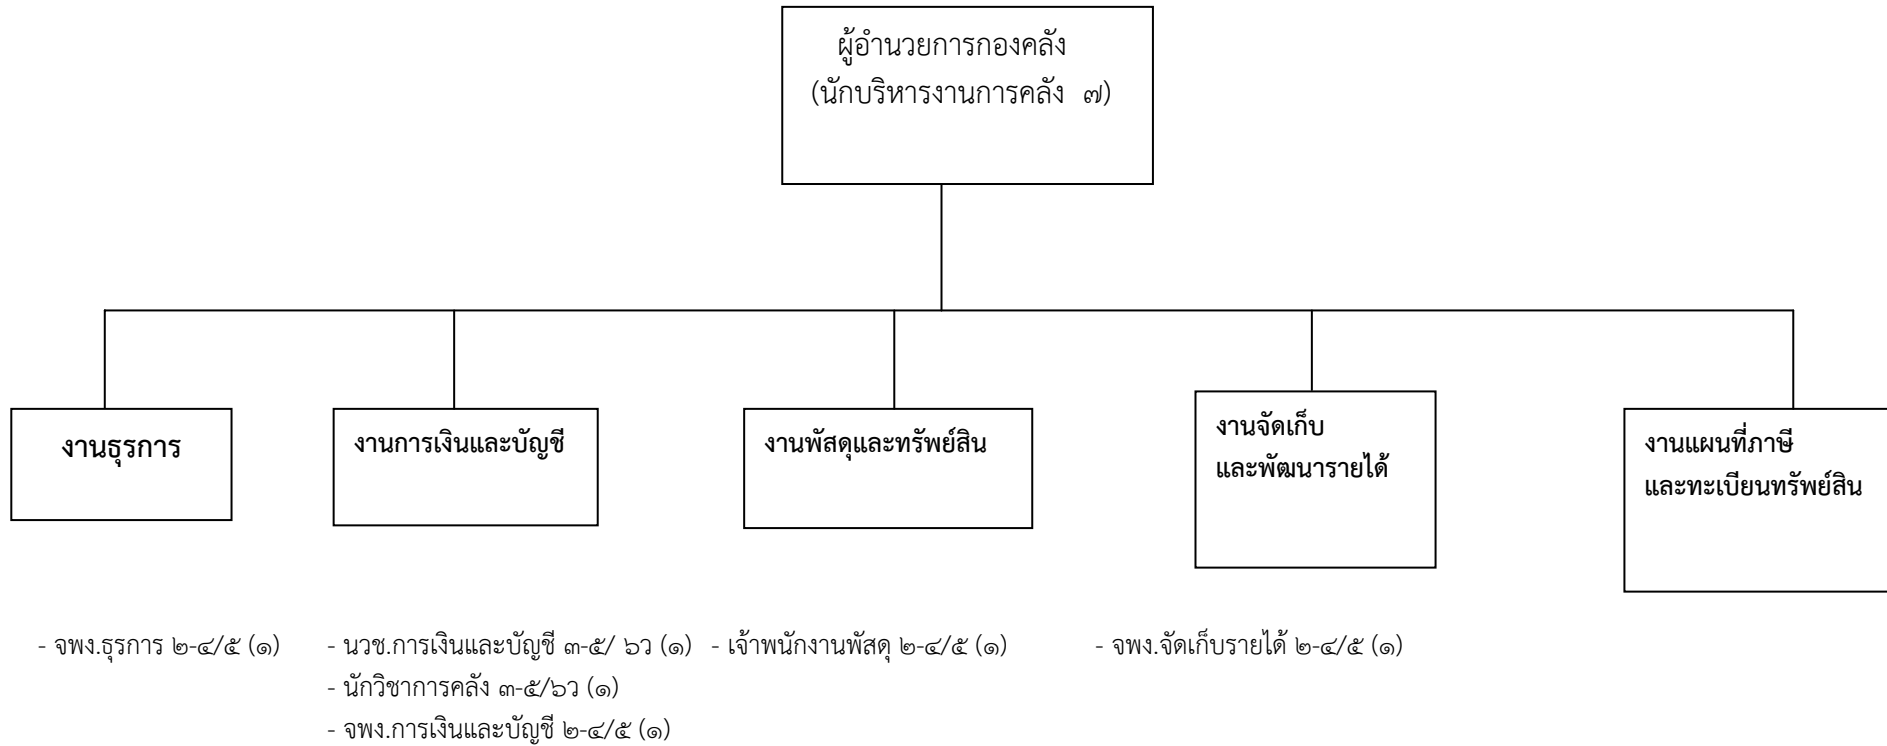 ผู้อำนวยการกองคลัง
(นักบริหารงานการคลัง ๗)
งานธุรการ
งานการเงินและบัญชี
งานพัสดุและทรัพย์สิน
งานจัดเก็บ
และพัฒนารายได้
งานแผนที่ภาษี
และทะเบียนทรัพย์สิน
- จพง.ธุรการ ๒-๔/๕ (๑)
- นวช.การเงินและบัญชี ๓-๕/ ๖ว (๑)
- นักวิชาการคลัง ๓-๕/๖ว (๑)
- จพง.การเงินและบัญชี ๒-๔/๕ (๑)
- เจ้าพนักงานพัสดุ ๒-๔/๕ (๑)
- จพง.จัดเก็บรายได้ ๒-๔/๕ (๑)